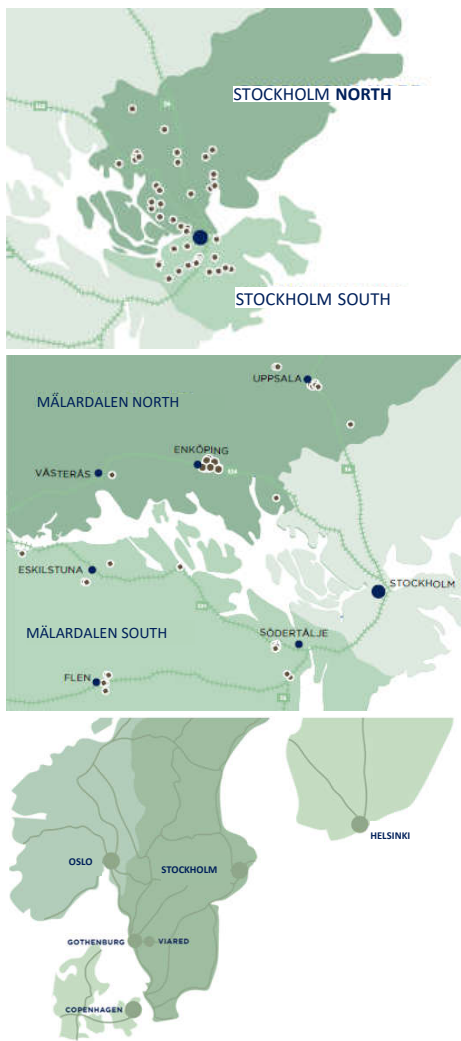 STOCKHOLM NORTH
STOCKHOLM SOUTH
UPPSALA
MÄLARDALEN NORTH
ENKÖPING
VÄSTERÅS
ESKILSTUNA
STOCKHOLM
MÄLARDALEN SOUTH
SÖDERTÄLJE
FLEN
HELSINKI
OSLO
STOCKHOLM
GOTHENBURG
VIARED
COPENHAGEN